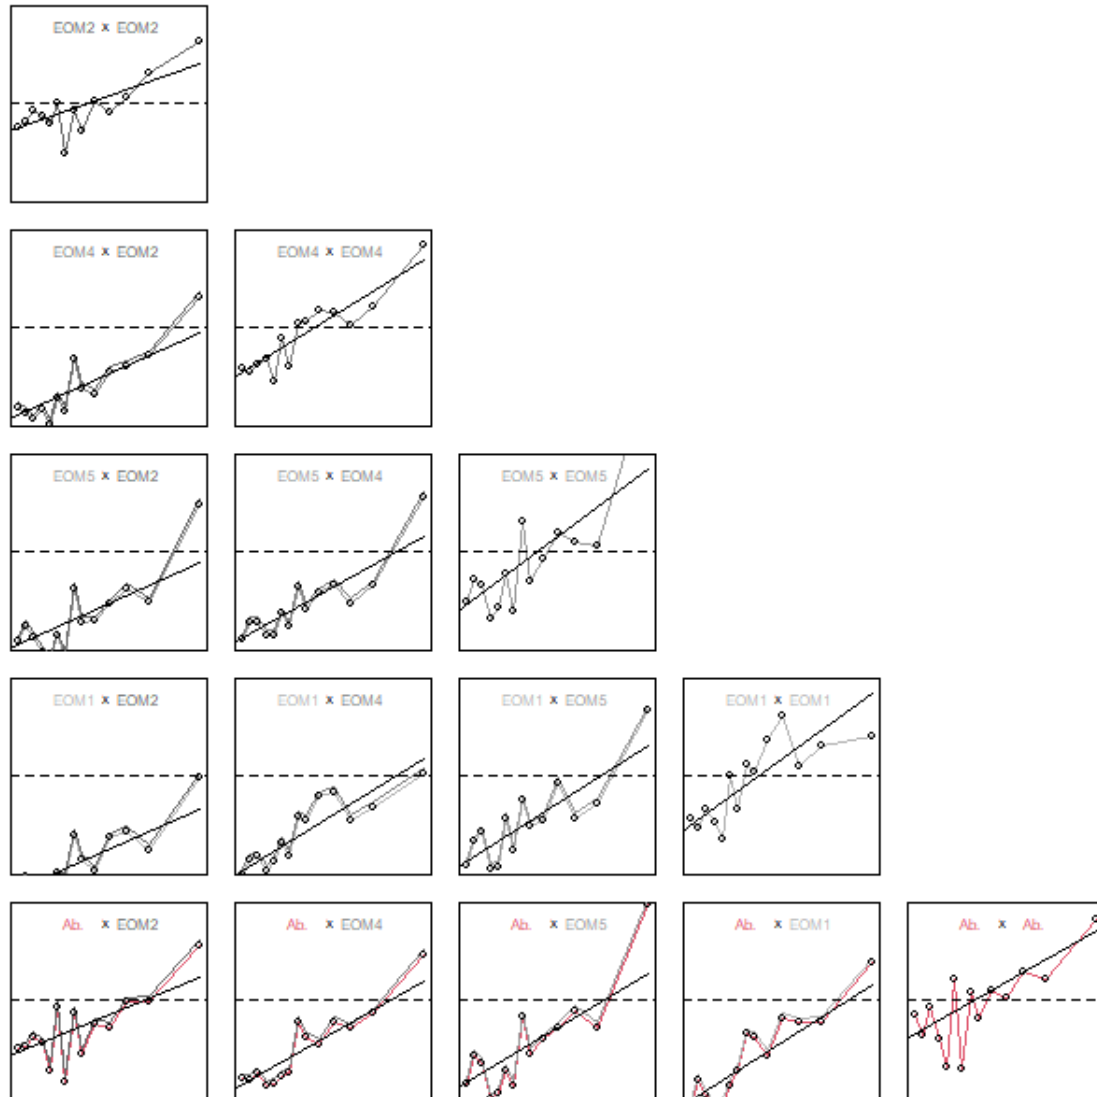 EOM2 x EOM2
EOM4 x EOM2
EOM4 x EOM4
EOM5 x EOM2
EOM5 x EOM4
EOM5 x EOM5
EOM1 x EOM2
EOM1 x EOM4
EOM1 x EOM5
EOM1 x EOM1
Ab. x EOM2
Ab. x EOM4
Ab. x EOM5
Ab. x EOM1
Ab. x Ab.